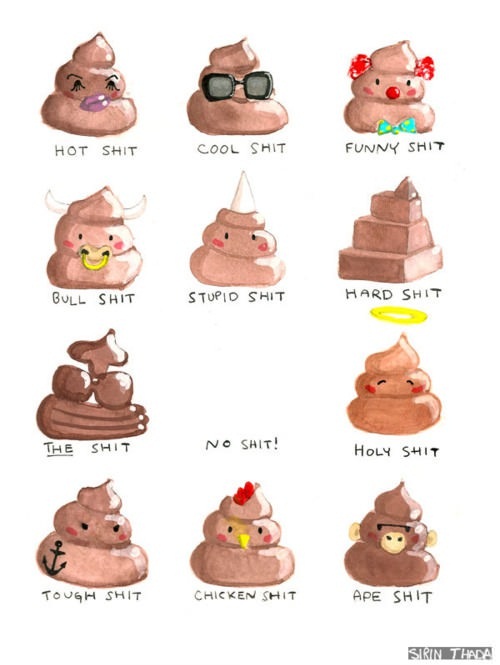 HOT SHIT
COOL SHIT
FUNNY SHIT
BULL SHIT
STUPID SHIT
HARD SHIT
THE SHIT
NO SHIT!
HOLY SHIT
TOUGH SHIT
CHICKEN SHIT
APE SHIT
SIRIN THADA